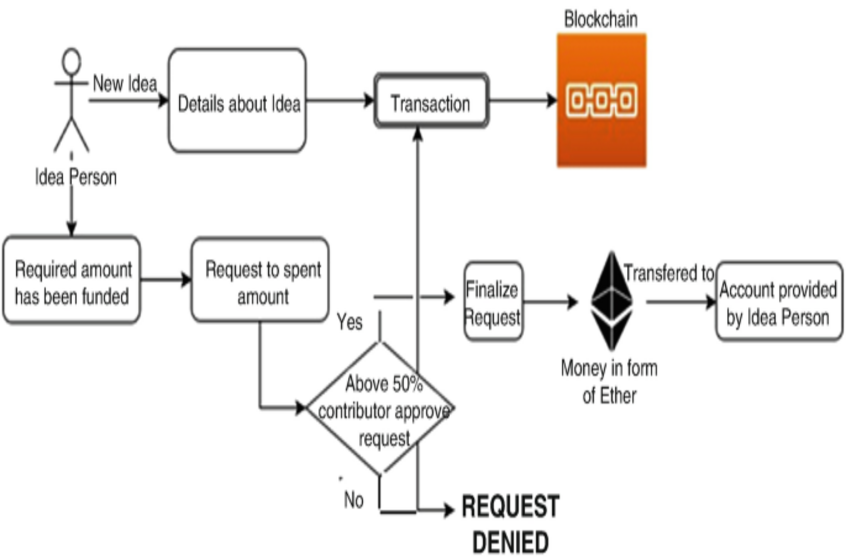 Blockchain
New Idea
Details about Idea
Transaction
Idea Person
Required amount
has been funded
Request to spent
amount
Yes
Finalize
Request
Transfered to
Account provided
by Idea Person
Money in form
of Ether
Above 50%
contributor approve
request
No
REQUEST
DENIED